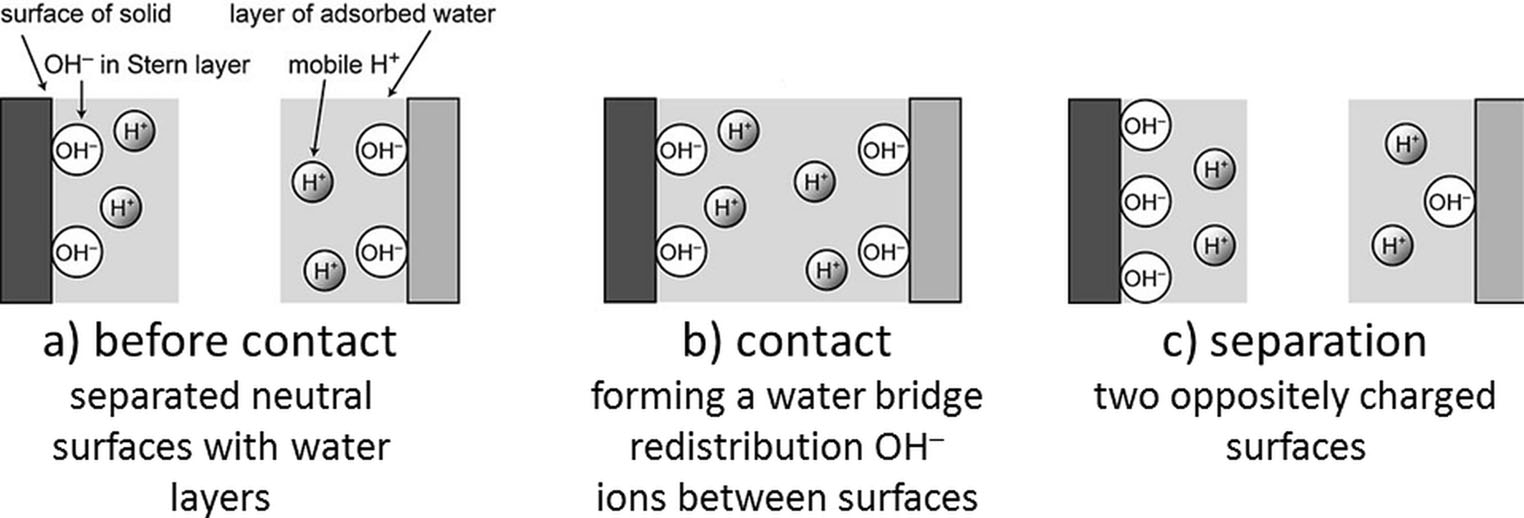 surface of solid
layer of adsorbed water
OH⁻ in Stern layer
mobile H⁺
OH⁻
H⁺
H⁺
OH⁻
OH⁻
H⁺
H⁺
OH⁻
OH⁻
H⁺
H⁺
OH⁻
OH⁻
H⁺
H⁺
OH⁻
OH⁻
OH⁻
OH⁻
H⁺
H⁺
H⁺
OH⁻
H⁺
a) before contact
separated neutral
surfaces with water
layers
b) contact
forming a water bridge
redistribution OH⁻
ions between surfaces
c) separation
two oppositely charged
surfaces